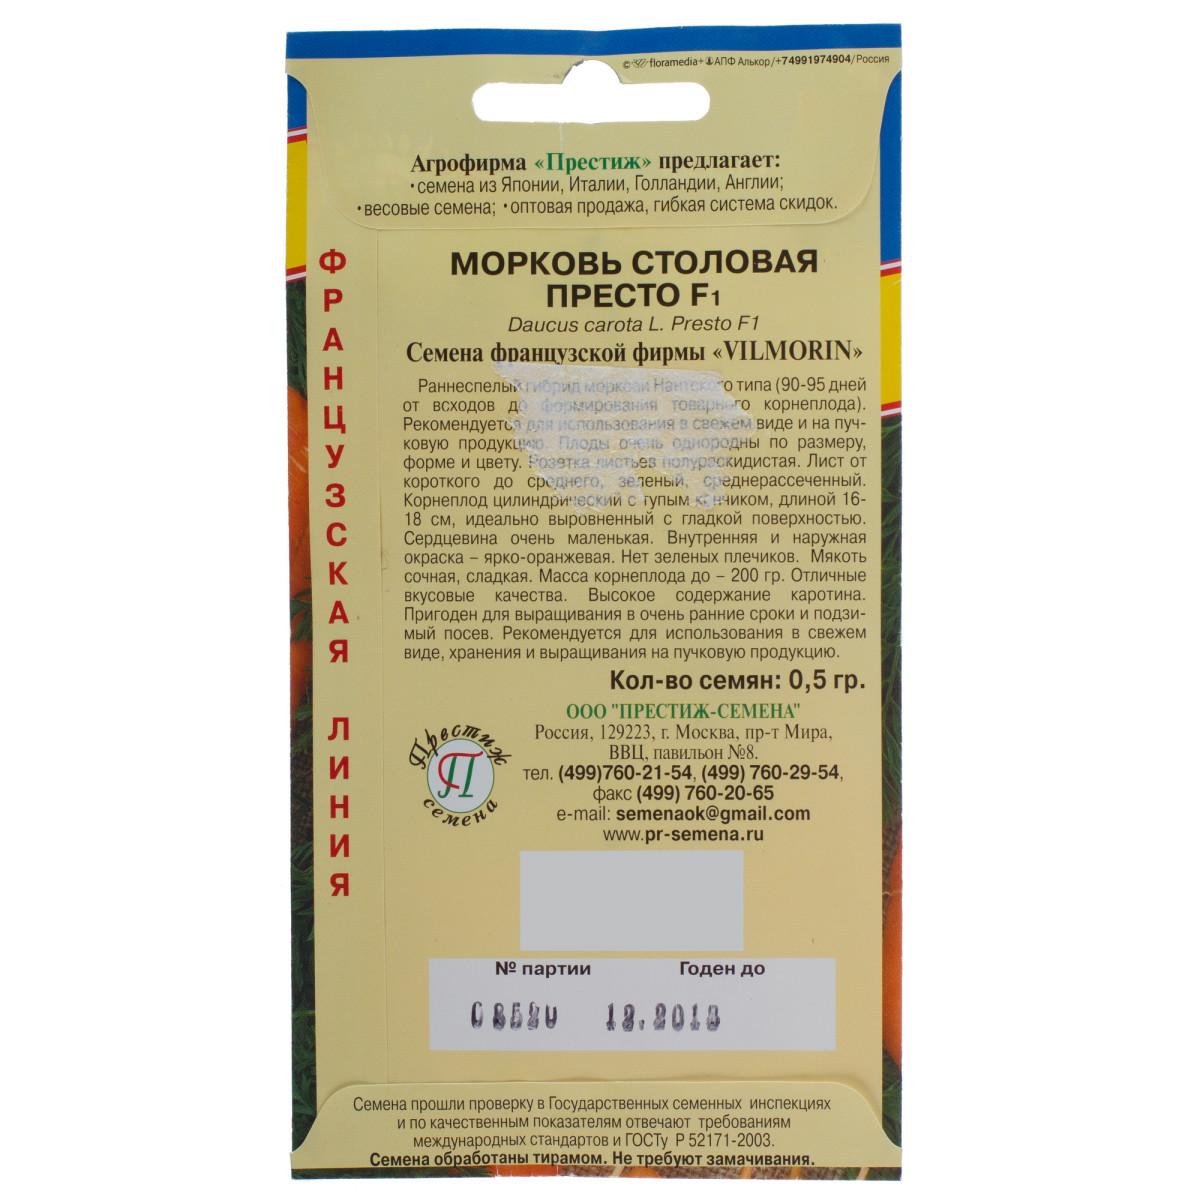 © floramedia+ АПФ Алькор/+74991974904/Россия
Агрофирма «Престиж» предлагает:
•семена из Японии, Италии, Голландии, Англии;
•весовые семена; •оптовая продажа, гибкая система скидок.
ФРАНЦУЗСКАЯ ЛИНИЯ
МОРКОВЬ СТОЛОВАЯ
ПРЕСТО F1
Daucus carota L. Presto F1
Семена французской фирмы «VILMORIN»
Раннеспелый гибрид моркови Нантского типа (90-95 дней
от всходов до формирования товарного корнеплода).
Рекомендуется для использования в свежем виде и на пуч-
ковую продукцию. Плоды очень однородны по размеру,
форме и цвету. Розетка листьев полураскидистая. Лист от
короткого до среднего, зеленый, среднерассеченный.
Корнеплод цилиндрический с тупым кончиком, длиной 16-
18 см, идеально выровненный с гладкой поверхностью.
Сердцевина очень маленькая. Внутренняя и наружная
окраска – ярко-оранжевая. Нет зеленых плечиков. Мякоть
сочная, сладкая. Масса корнеплода до – 200 гр. Отличные
вкусовые качества. Высокое содержание каротина.
Пригоден для выращивания в очень ранние сроки и подзи-
мый посев. Рекомендуется для использования в свежем
виде, хранения и выращивания на пучковую продукцию.
Кол-во семян: 0,5 гр.
ООО "ПРЕСТИЖ-СЕМЕНА"
Россия, 129223, г. Москва, пр-т Мира,
ВВЦ, павильон №8.
тел. (499)760-21-54, (499) 760-29-54,
факс (499) 760-20-65
e-mail: semenaok@gmail.com
www.pr-semena.ru
Престиж
П
семена
№ партии Годен до
12.2018
Семена прошли проверку в Государственных семенных инспекциях
и по качественным показателям отвечают требованиям
международных стандартов и ГОСТу Р 52171-2003.
Семена обработаны тирамом. Не требуют замачивания.